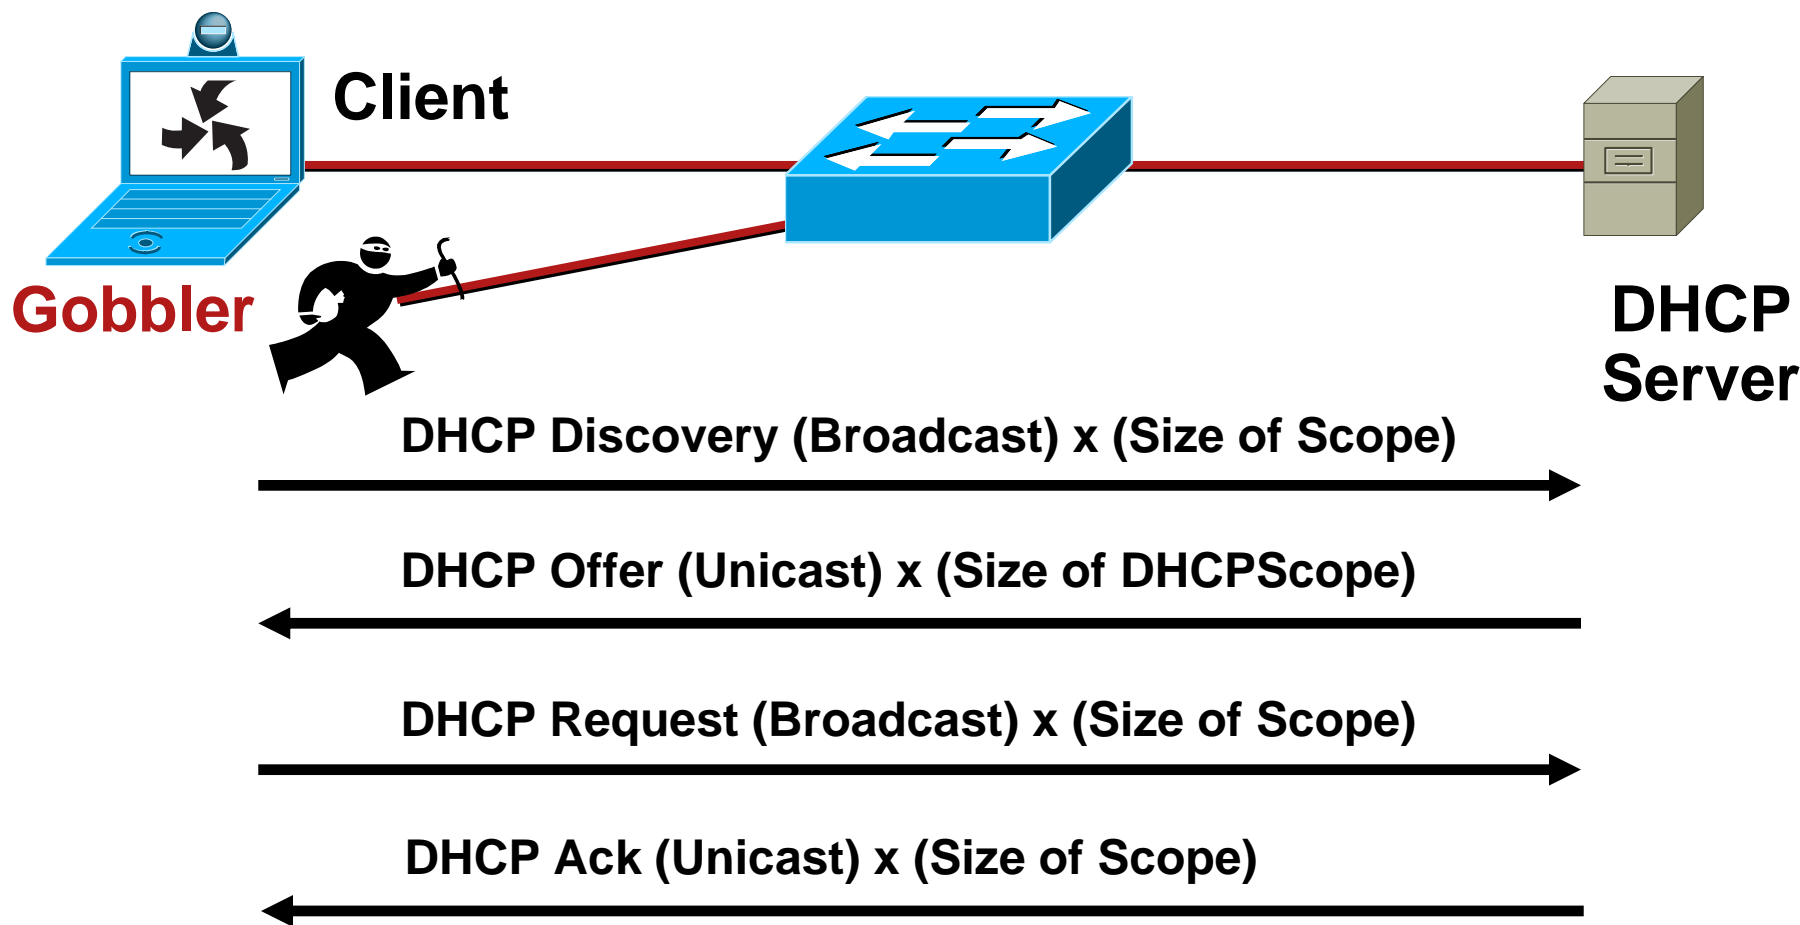 Client
Gobbler
DHCP
Server
DHCP Discovery (Broadcast) x (Size of Scope)
DHCP Offer (Unicast) x (Size of DHCPScope)
DHCP Request (Broadcast) x (Size of Scope)
DHCP Ack (Unicast) x (Size of Scope)